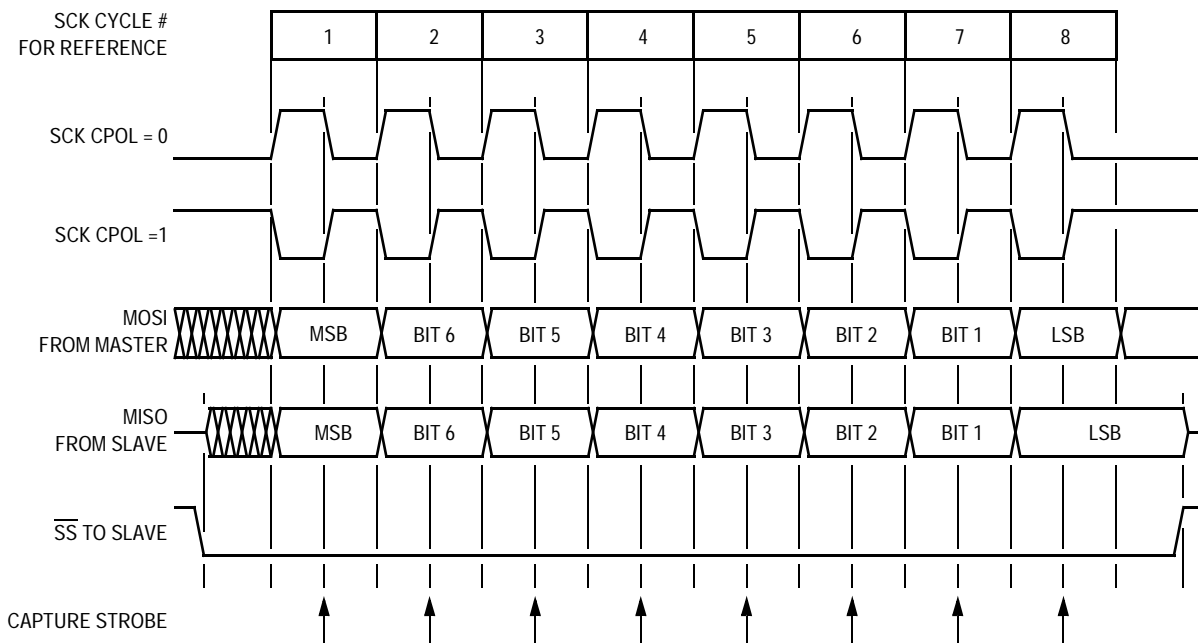 SCK CYCLE #
FOR REFERENCE
1 2 3 4 5 6 7 8
SCK CPOL = 0
SCK CPOL =1
MOSI
FROM MASTER
MSB BIT 6 BIT 5 BIT 4 BIT 3 BIT 2 BIT 1 LSB
MISO
FROM SLAVE
MSB BIT 6 BIT 5 BIT 4 BIT 3 BIT 2 BIT 1 LSB
S̅S̅ TO SLAVE
CAPTURE STROBE